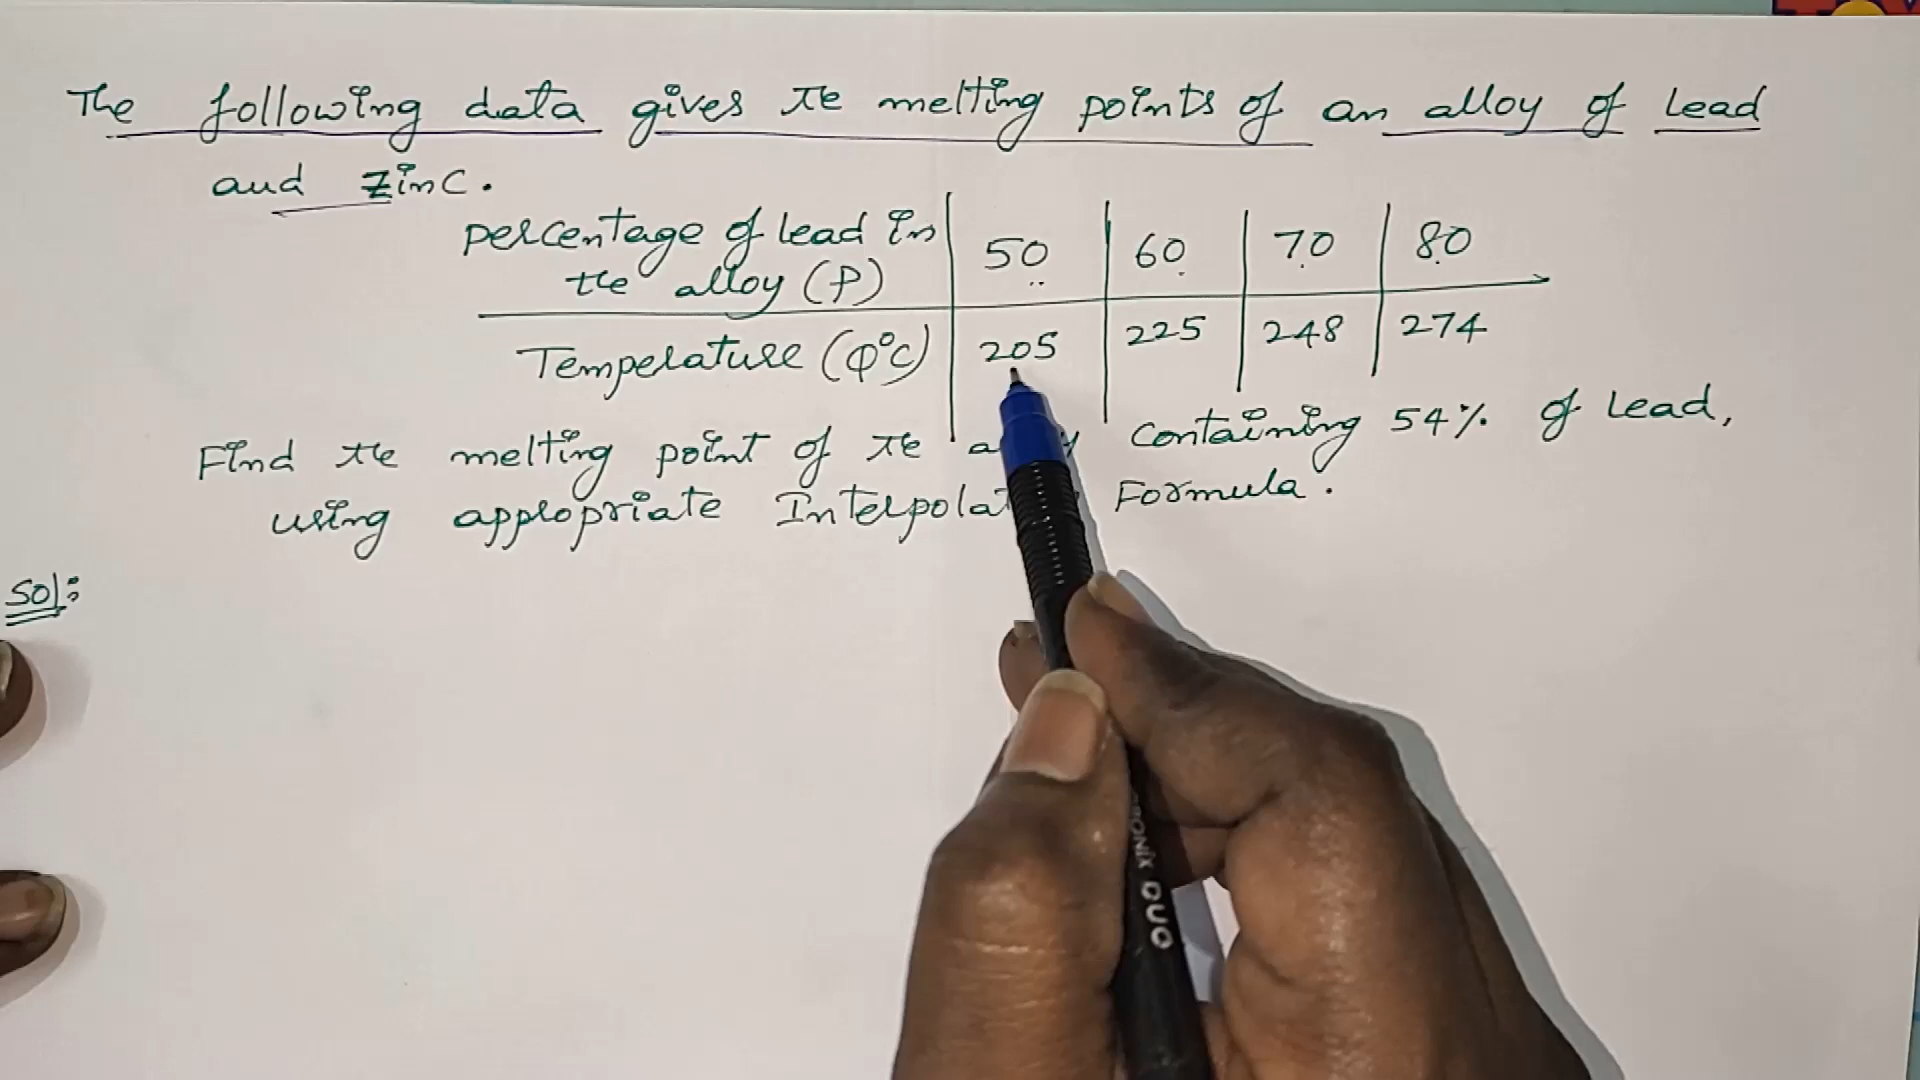 The following data gives the melting points of an alloy of Lead
and Zinc.
Percentage of lead in 50 60 70 80
the alloy (P)
Temperature (Q°C) 205 225 248 274
Find the melting point of the containing 54% of Lead,
using appropriate Formula.
Sol:
DUO